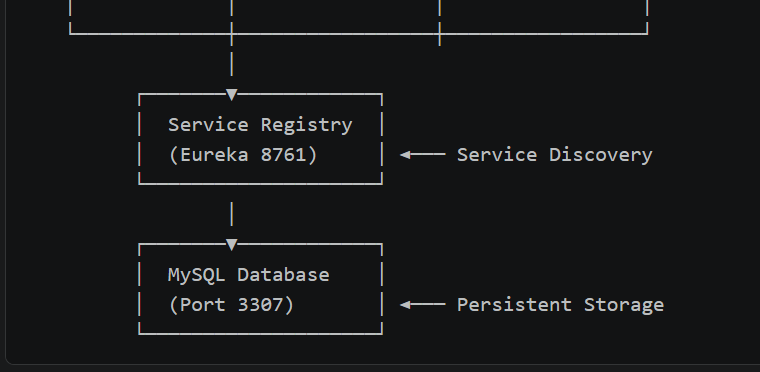 Service Registry
(Eureka 8761)
Service Discovery
MySQL Database
(Port 3307)
Persistent Storage